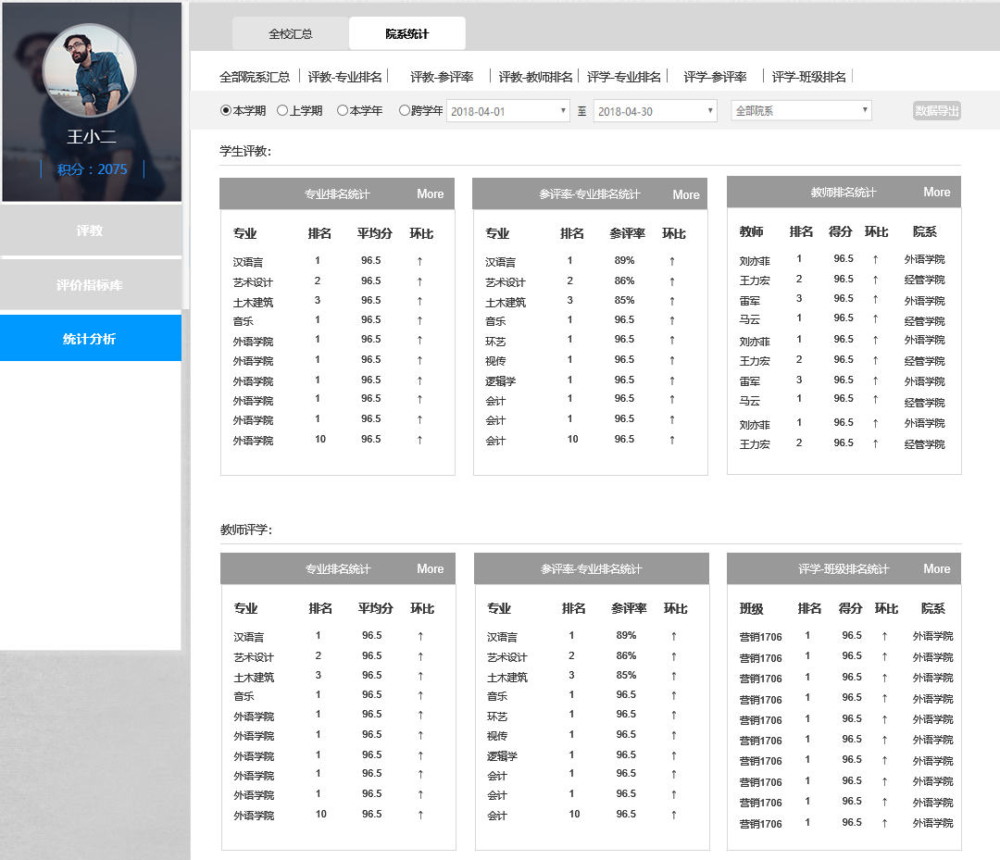 王小二
积分：2075
评教
评价指标库
统计分析
全校汇总 院系统计
全部院系汇总 评教-专业排名 评教-参评率 评教-教师排名 评学-专业排名 评学-参评率 评学-班级排名
本学期 上学期 本学年 跨学年 2018-04-01 至 2018-04-30 全部院系 数据导出
学生评教:
专业排名统计 More
专业 排名 平均分 环比
汉语言 1 96.5 ↑
艺术设计 2 96.5 ↑
土木建筑 3 96.5 ↑
音乐 1 96.5 ↑
外语学院 1 96.5 ↑
外语学院 1 96.5 ↑
外语学院 1 96.5 ↑
外语学院 1 96.5 ↑
外语学院 1 96.5 ↑
外语学院 10 96.5 ↑
参评率-专业排名统计 More
专业 排名 参评率 环比
汉语言 1 89% ↑
艺术设计 2 86% ↑
土木建筑 3 85% ↑
音乐 1 96.5 ↑
环艺 1 96.5 ↑
视传 1 96.5 ↑
逻辑学 1 96.5 ↑
会计 1 96.5 ↑
会计 1 96.5 ↑
会计 10 96.5 ↑
教师排名统计 More
教师 排名 得分 环比 院系
刘亦菲 1 96.5 ↑ 外语学院
王力宏 2 96.5 ↑ 经管学院
雷军 3 96.5 ↑ 外语学院
马云 1 96.5 ↑ 经管学院
刘亦菲 1 96.5 ↑ 外语学院
王力宏 2 96.5 ↑ 经管学院
雷军 3 96.5 ↑ 外语学院
马云 1 96.5 ↑ 经管学院
刘亦菲 1 96.5 ↑ 外语学院
王力宏 2 96.5 ↑ 经管学院
教师评学:
专业排名统计 More
专业 排名 平均分 环比
汉语言 1 96.5 ↑
艺术设计 2 96.5 ↑
土木建筑 3 96.5 ↑
音乐 1 96.5 ↑
外语学院 1 96.5 ↑
外语学院 1 96.5 ↑
外语学院 1 96.5 ↑
外语学院 1 96.5 ↑
外语学院 1 96.5 ↑
外语学院 10 96.5 ↑
参评率-专业排名统计
专业 排名 参评率 环比
汉语言 1 89% ↑
艺术设计 2 86% ↑
土木建筑 3 85% ↑
音乐 1 96.5 ↑
环艺 1 96.5 ↑
视传 1 96.5 ↑
逻辑学 1 96.5 ↑
会计 1 96.5 ↑
会计 1 96.5 ↑
会计 10 96.5 ↑
评学-班级排名统计 More
班级 排名 得分 环比 院系
营销1706 1 96.5 ↑ 外语学院
营销1706 1 96.5 ↑ 外语学院
营销1706 1 96.5 ↑ 外语学院
营销1706 1 96.5 ↑ 外语学院
营销1706 1 96.5 ↑ 外语学院
营销1706 1 96.5 ↑ 外语学院
营销1706 1 96.5 ↑ 外语学院
营销1706 1 96.5 ↑ 外语学院
营销1706 1 96.5 ↑ 外语学院
营销1706 1 96.5 ↑ 外语学院